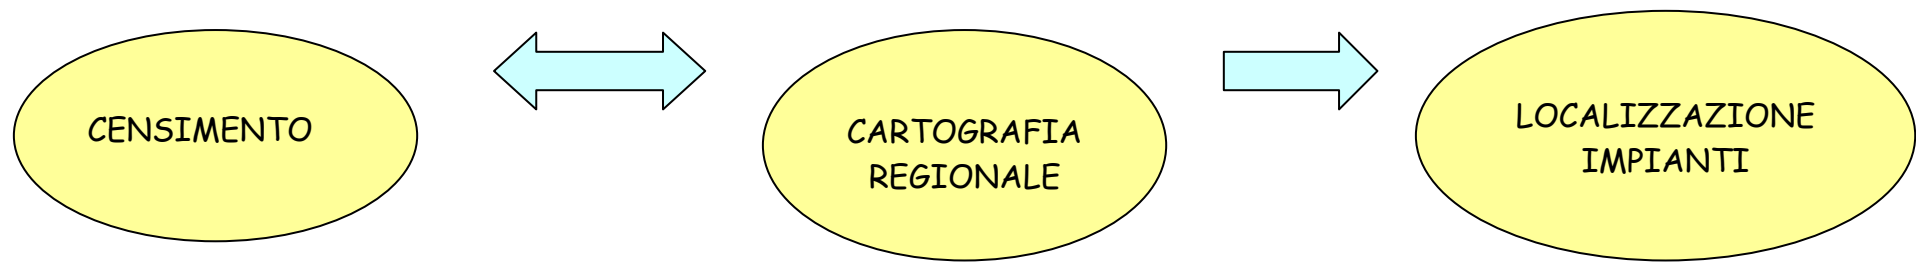 CENSIMENTO
CARTOGRAFIA
REGIONALE
LOCALIZZAZIONE
IMPIANTI